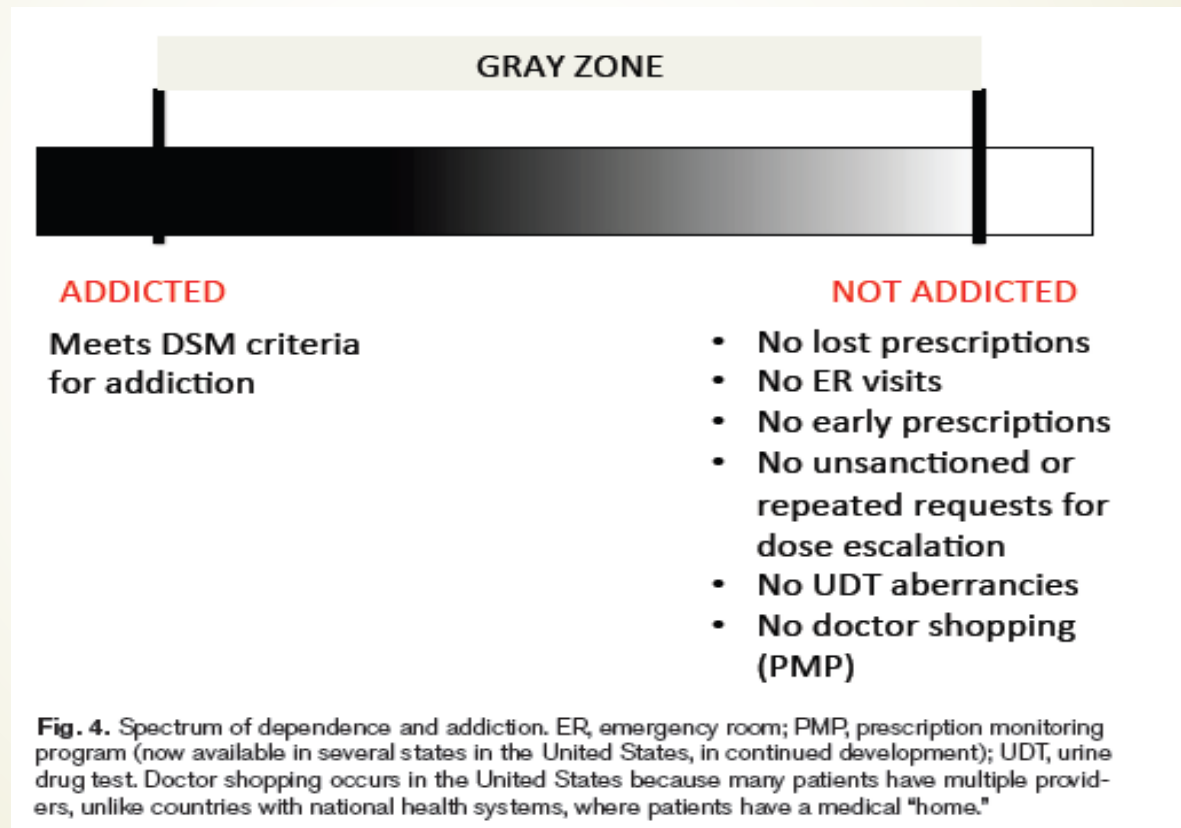 GRAY ZONE
ADDICTED
Meets DSM criteria
for addiction
NOT ADDICTED
• No lost prescriptions
• No ER visits
• No early prescriptions
• No unsanctioned or
repeated requests for
dose escalation
• No UDT aberrancies
• No doctor shopping
(PMP)
Fig. 4. Spectrum of dependence and addiction. ER, emergency room; PMP, prescription monitoring
program (now available in several states in the United States, in continued development); UDT, urine
drug test. Doctor shopping occurs in the United States because many patients have multiple provid-
ers, unlike countries with national health systems, where patients have a medical “home.”